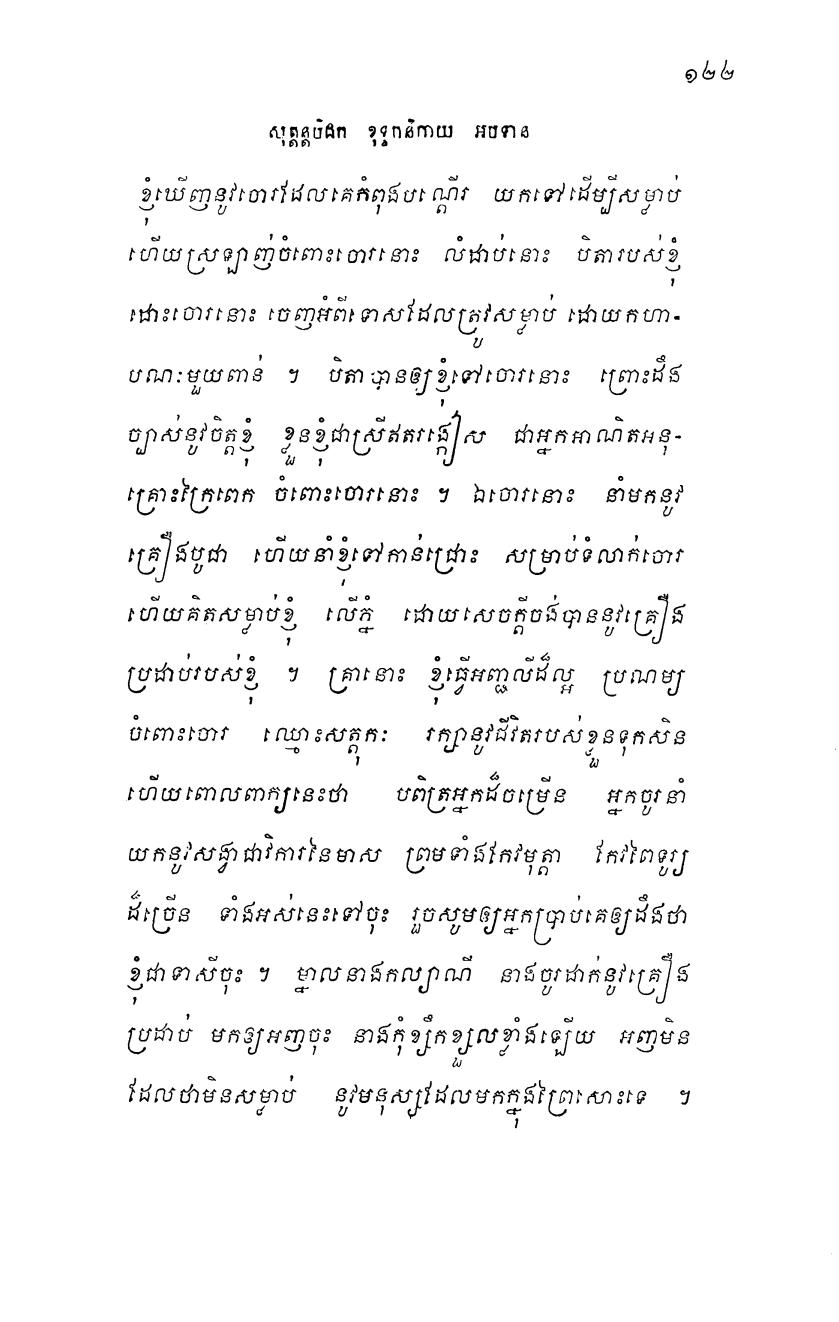 ១២២
សុត្តន្តបិដក ខុទ្ទកនិកាយ អបទាន
ខ្ញុំឃើញនូវចោរដែលគេកំពុងបណ្តើរ យកទៅដើម្បីសម្លាប់
ហើយស្រឡាញ់ចំពោះចោរនោះ លំដាប់នោះ បិតារបស់ខ្ញុំ
ដោះចោរនោះ ចេញអំពីទោសដែលត្រូវសម្លាប់ ដោយកហា-
បណៈមួយពាន់ ។ បិតាបានឲ្យខ្ញុំទៅចោរនោះ ព្រោះដឹង
ច្បាស់នូវចិត្តខ្ញុំ ខ្លួនខ្ញុំជាស្រីឥតរង្កៀស ជាអ្នកអាណិតអនុ-
គ្រោះក្រៃពេក ចំពោះចោរនោះ ។ ឯចោរនោះ នាំមកនូវ
គ្រឿងបូជា ហើយនាំខ្ញុំទៅកាន់ជ្រោះ សម្រាប់ទំលាក់ចោរ
ហើយគិតសម្លាប់ខ្ញុំ លើភ្នំ ដោយសេចក្តីចង់បាននូវគ្រឿង
ប្រដាប់របស់ខ្ញុំ ។ គ្រានោះ ខ្ញុំធ្វើអញ្ជលីដ៏ល្អ ប្រណម្យ
ចំពោះចោរ ឈ្មោះសត្តុកៈ រក្សានូវជីវិតរបស់ខ្លួនទុកសិន
ហើយពោលពាក្យនេះថា បពិត្រអ្នកដ៏ចម្រើន អ្នកចូរនាំ
យកនូវសង្វាជាវិការនៃមាស ព្រមទាំងកែវមុត្តា កែវពៃទូរ្យ
ដ៏ច្រើន ទាំងអស់នេះទៅចុះ រួចសូមឲ្យអ្នកប្រាប់គេឲ្យដឹងថា
ខ្ញុំជាទាសីចុះ ។ ម្នាលនាងកល្យាណី នាងចូរដាក់នូវគ្រឿង
ប្រដាប់ មកឲ្យអញចុះ នាងកុំខ្សឹកខ្សួលខ្លាំងឡើយ អញមិន
ដែលថាមិនសម្លាប់ នូវមនុស្សដែលមកក្នុងព្រៃសោះទេ ។